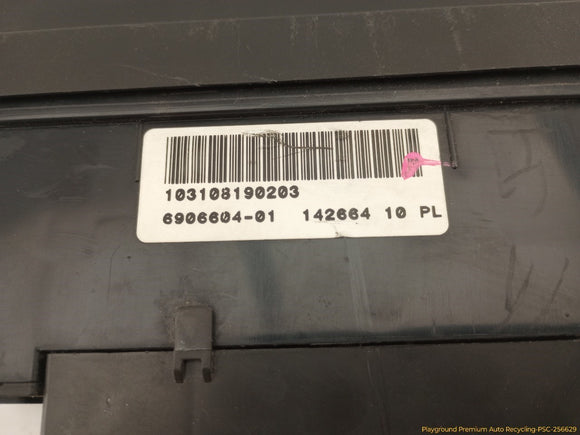 103108190203
6906604-01 142664 10 PL
Playground Premium Auto Recycling-PSC-256629